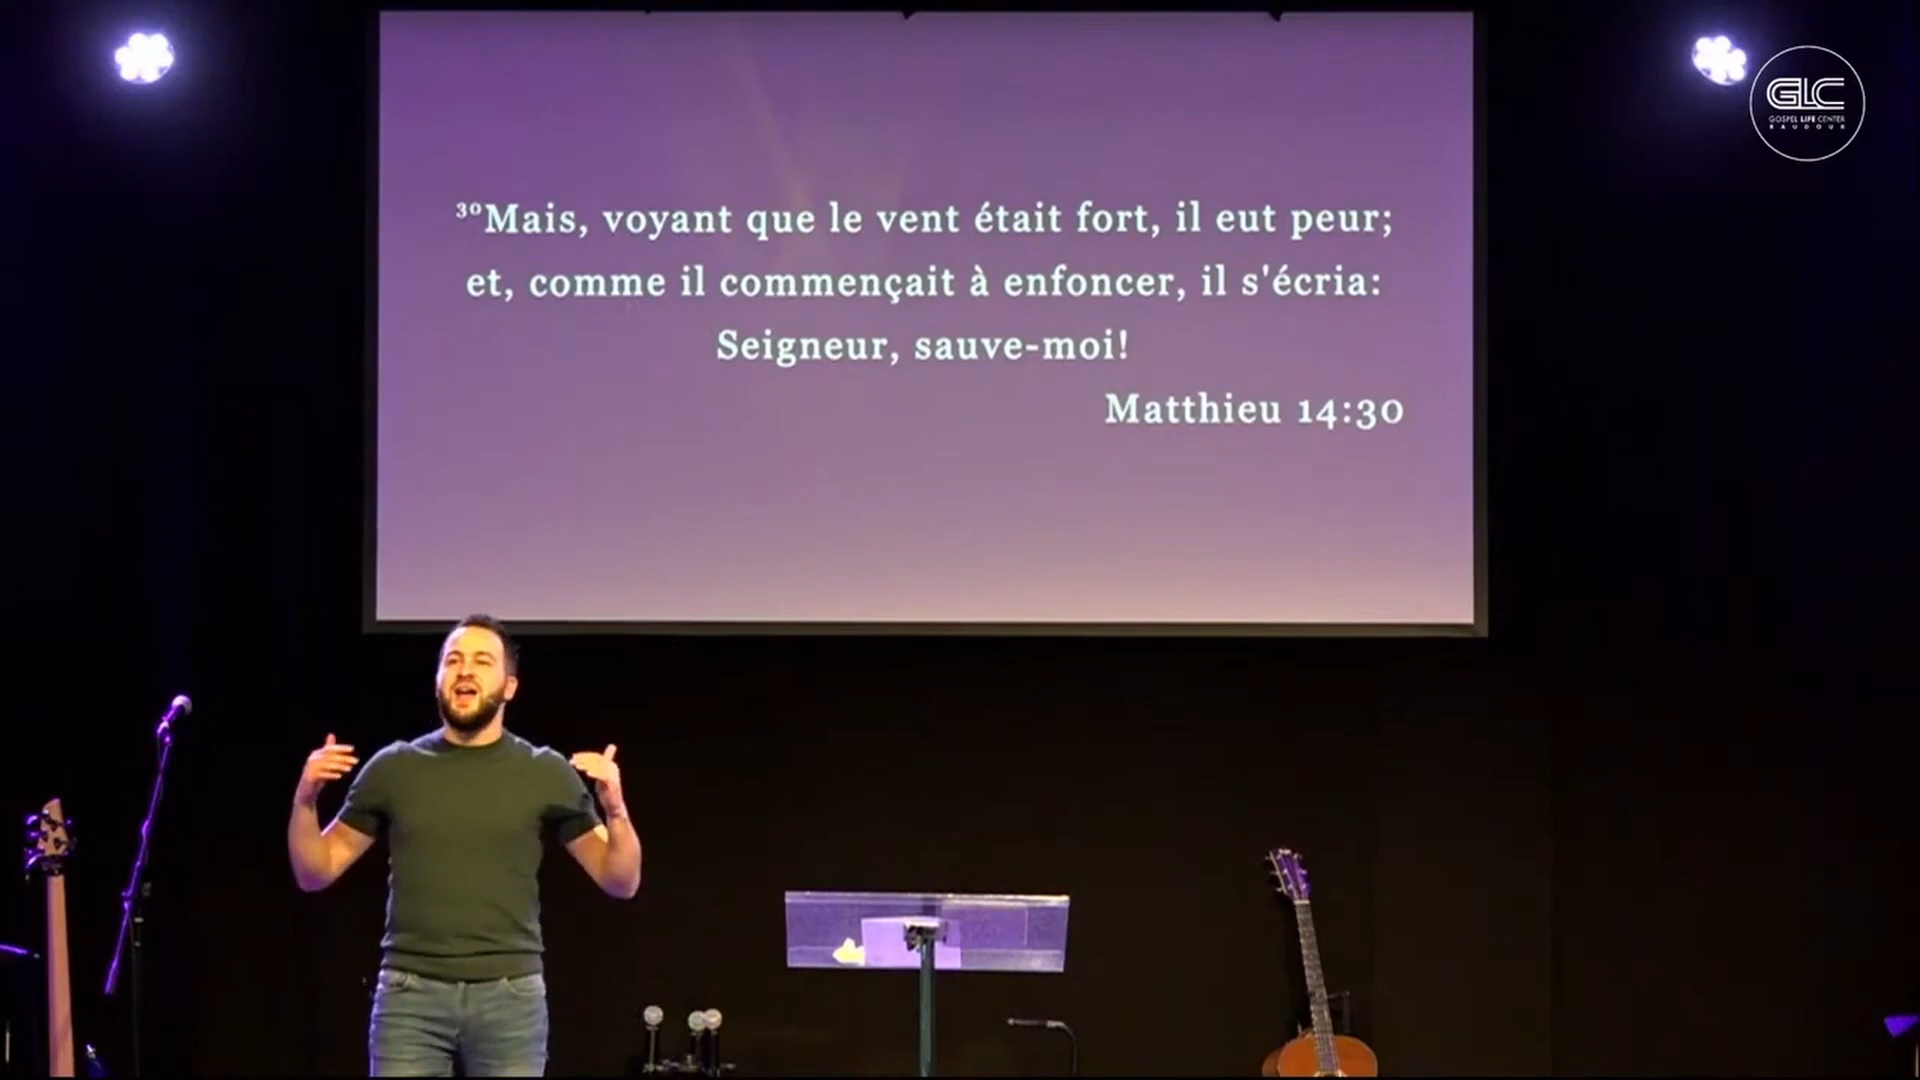 ³⁰Mais, voyant que le vent était fort, il eut peur;
et, comme il commençait à enfoncer, il s'écria:
Seigneur, sauve-moi!
Matthieu 14:30
GLC
GOSPEL LIFE CENTER
BAUDOUR